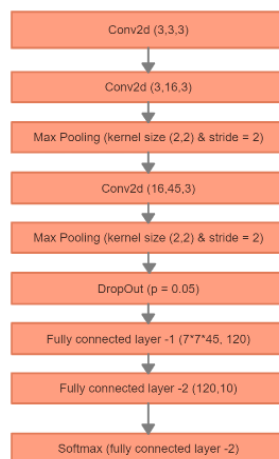 Conv2d (3,3,3)
Conv2d (3,16,3)
Max Pooling (kernel size (2,2) & stride = 2)
Conv2d (16,45,3)
Max Pooling (kernel size (2,2) & stride = 2)
DropOut (p = 0.05)
Fully connected layer -1 (7*7*45, 120)
Fully connected layer -2 (120,10)
Softmax (fully connected layer -2)